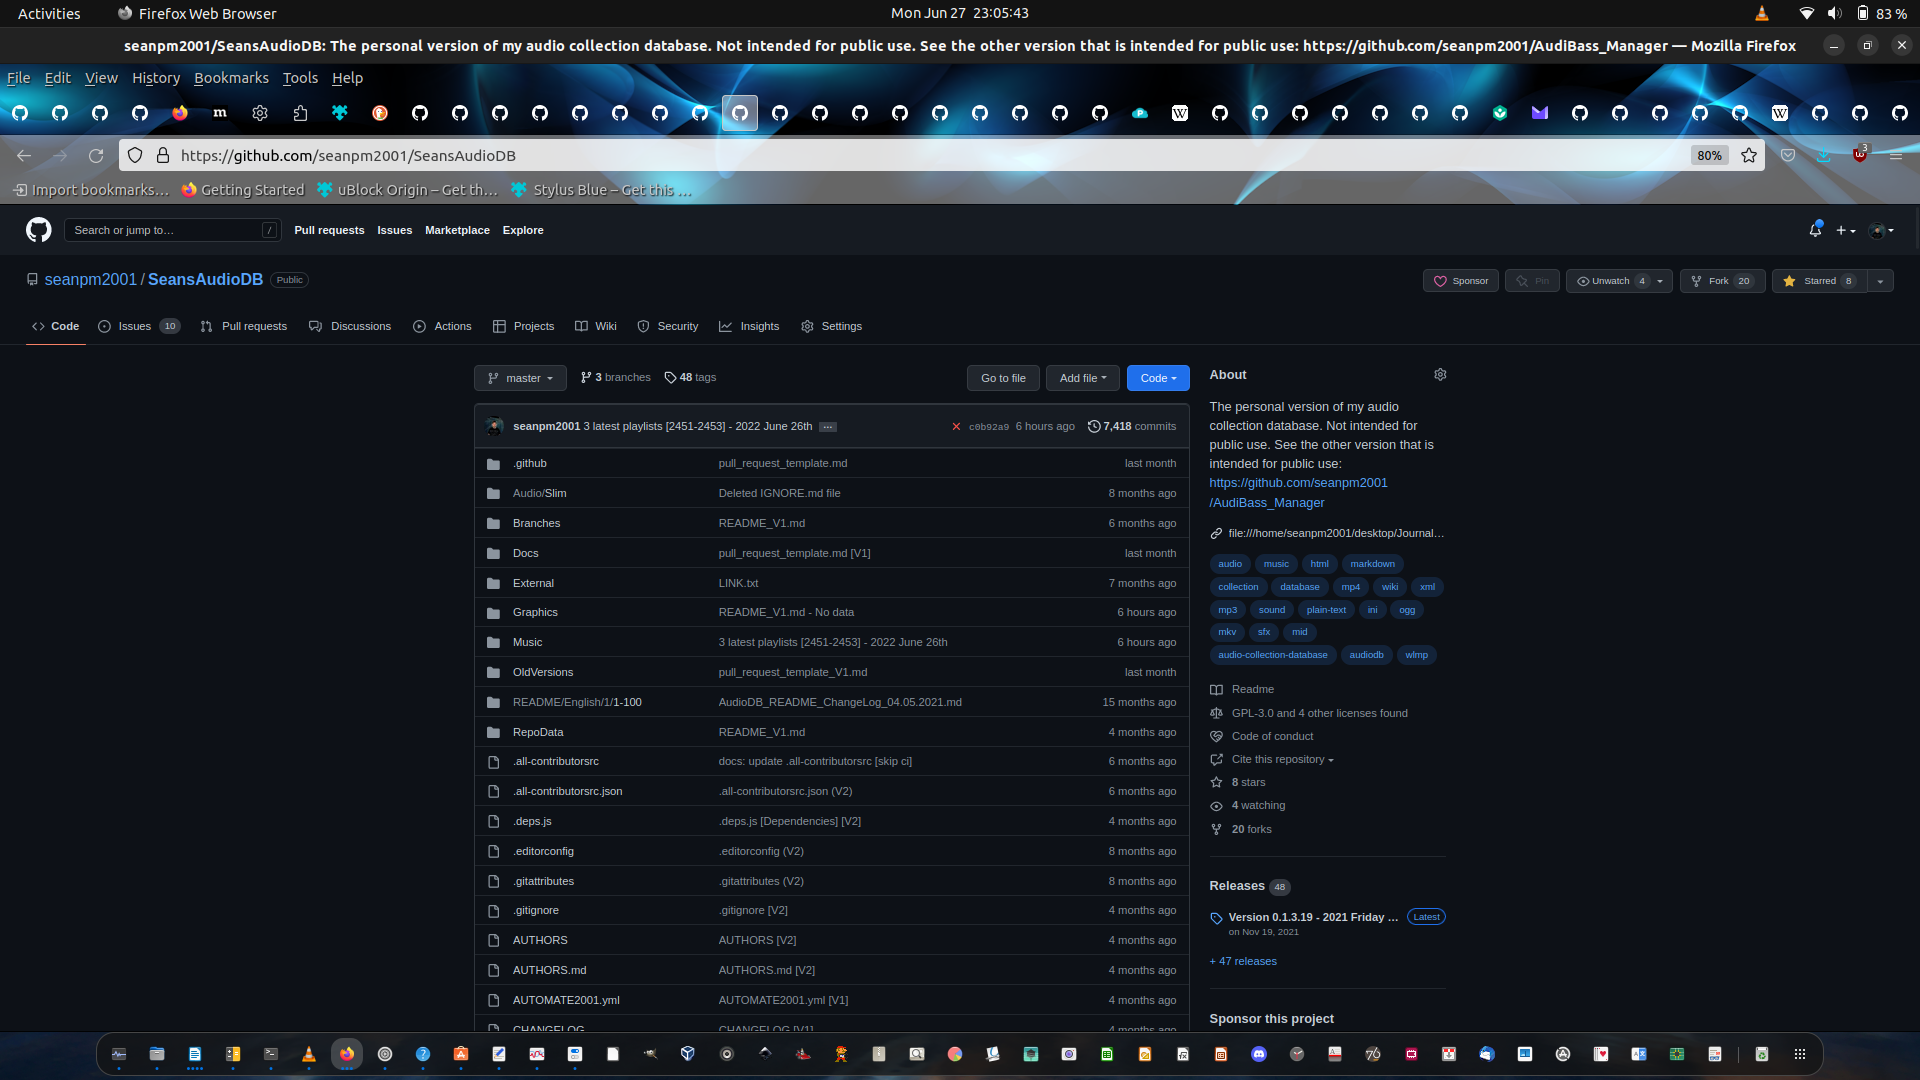 Activities
Firefox Web Browser
Mon Jun 27 23:05:43
83 %
seanpm2001/SeansAudioDB: The personal version of my audio collection database. Not intended for public use. See the other version that is intended for public use: https://github.com/seanpm2001/AudiBass_Manager — Mozilla Firefox
File Edit View History Bookmarks Tools Help
https://github.com/seanpm2001/SeansAudioDB
80%
3
Import bookmarks…
Getting Started
uBlock Origin – Get th…
Stylus Blue – Get this …
Search or jump to…
/
Pull requests
Issues
Marketplace
Explore
seanpm2001 / SeansAudioDB
Public
Sponsor
Pin
Unwatch 4
Fork 20
Starred 8
Code
Issues 10
Pull requests
Discussions
Actions
Projects
Wiki
Security
Insights
Settings
master
3 branches
48 tags
Go to file
Add file
Code
seanpm2001 3 latest playlists [2451-2453] - 2022 June 26th ...
c0b92a9 6 hours ago
7,418 commits
.github pull_request_template.md last month
Audio/Slim Deleted IGNORE.md file 8 months ago
Branches README_V1.md 6 months ago
Docs pull_request_template.md [V1] last month
External LINK.txt 7 months ago
Graphics README_V1.md - No data 6 hours ago
Music 3 latest playlists [2451-2453] - 2022 June 26th 6 hours ago
OldVersions pull_request_template_V1.md last month
README/English/1/1-100 AudioDB_README_ChangeLog_04.05.2021.md 15 months ago
RepoData README_V1.md 4 months ago
.all-contributorsrc docs: update .all-contributorsrc [skip ci] 6 months ago
.all-contributorsrc.json .all-contributorsrc.json (V2) 6 months ago
.deps.js .deps.js [Dependencies] [V2] 4 months ago
.editorconfig .editorconfig (V2) 8 months ago
.gitattributes .gitattributes (V2) 8 months ago
.gitignore .gitignore [V2] 4 months ago
AUTHORS AUTHORS [V2] 4 months ago
AUTHORS.md AUTHORS.md [V2] 4 months ago
AUTOMATE2001.yml AUTOMATE2001.yml [V1] 4 months ago
CHANGELOG CHANGELOG [V1] 4 months ago
About
The personal version of my audio
collection database. Not intended for
public use. See the other version that is
intended for public use:
https://github.com/seanpm2001
/AudiBass_Manager
file:///home/seanpm2001/desktop/Journal…
audio music html markdown
collection database mp4 wiki xml
mp3 sound plain-text ini ogg
mkv sfx mid
audio-collection-database audiodb wlmp
Readme
GPL-3.0 and 4 other licenses found
Code of conduct
Cite this repository
8 stars
4 watching
20 forks
Releases 48
Version 0.1.3.19 - 2021 Friday … Latest
on Nov 19, 2021
+ 47 releases
Sponsor this project